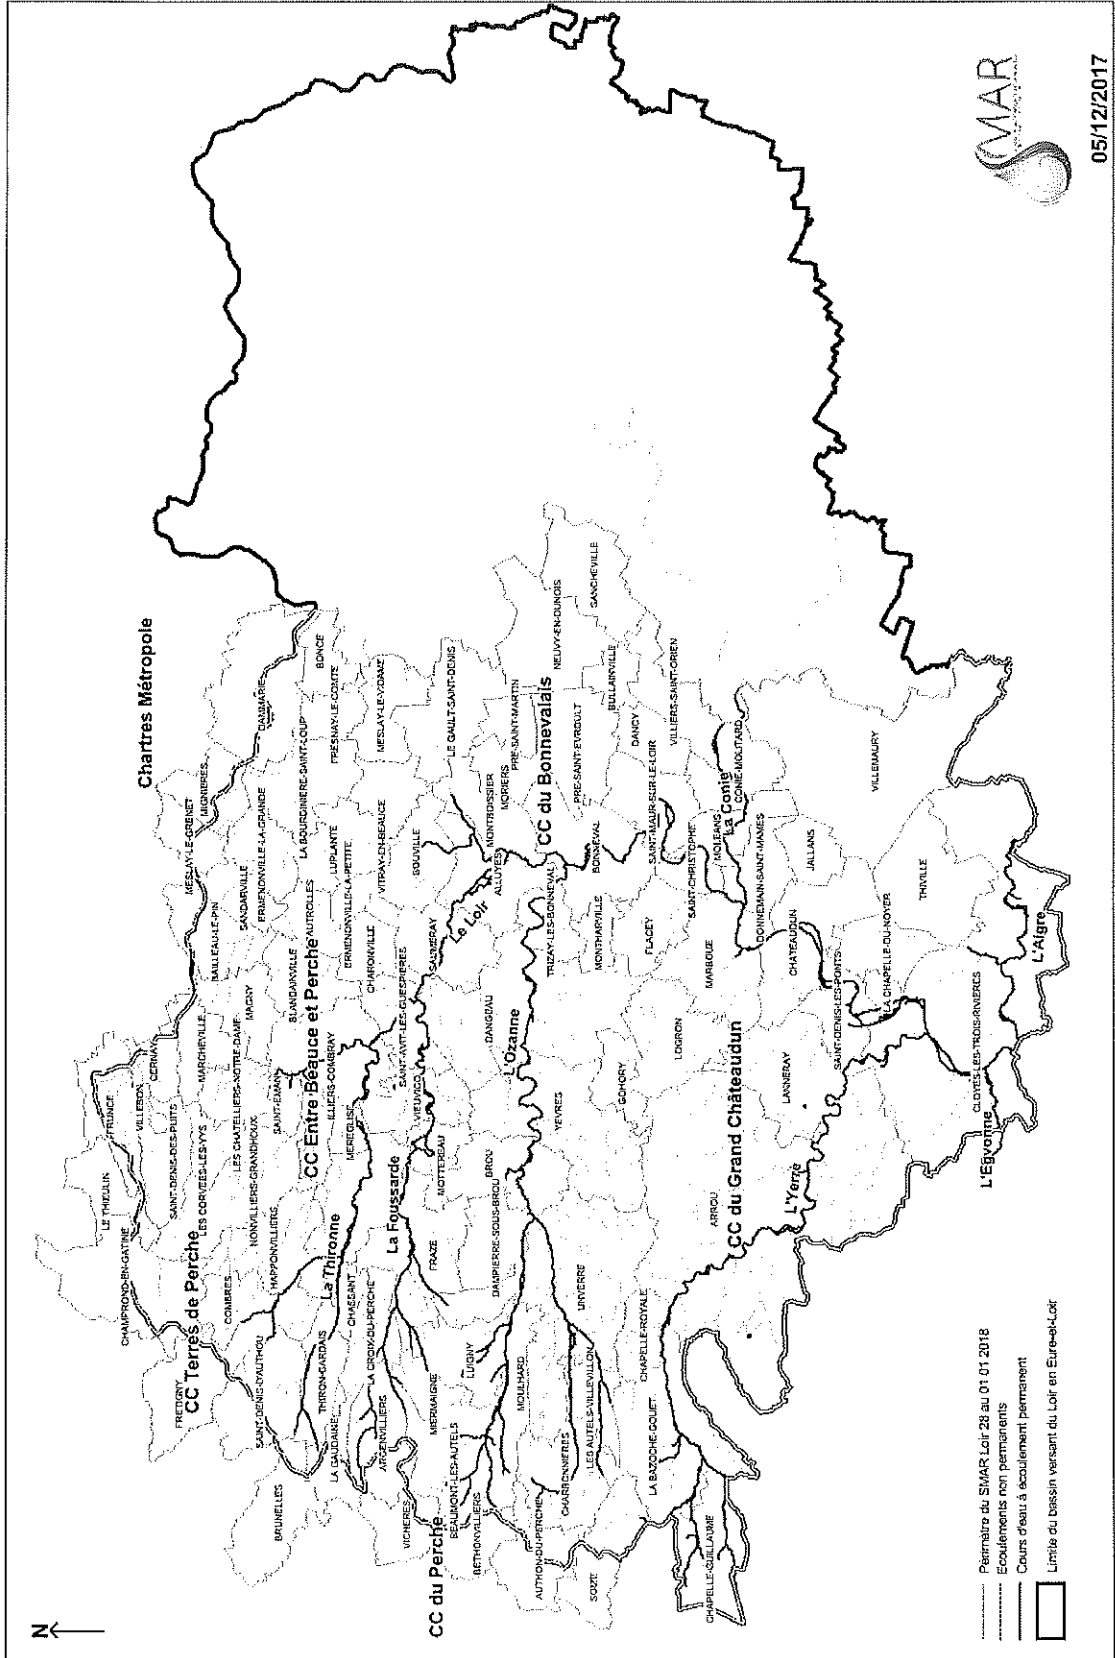 N
Chartres Métropole
FRUNCE
LE THIEULIN
CERNAY
VILLEBON
CHAMPROND-EN-GATINE
SAINT-DENIS-DES-PUITS
MESLAY-LE-GRENET
MIGNIERES
FRETIGNY
CC Terres de Perche
LES CORVEES-LES-YYS
MARCHEVILLE
BAILLEAU-LE-PIN
COMBRES
LES CHATELLIERS-NOTRE-DAME
SANDARVILLE
DAMMARIE
NONVILLIERS-GRANDHOUX
MAGNY
ERMENONVILLE-LA-GRANDE
SAINT-DENIS-D'AUTHOU
HAPPONVILLIERS
SAINT-EMAN
BLANDAINVILLE
BRUNELLES
CC Entre Beauce et Perche
LA BOURDINIERE-SAINT-LOUP
BONCE
THIRON-GARDAIS
La Thironne
ILLIERS-COMBRAY
LUPLANTE
FRESNAY-LE-COMTE
LA GAUDAINE
CHASSANT
MEREGLISE
ERMENONVILLE-LA-PETITE
CHARONVILLE
VITRAY-EN-BEAUCE
MESLAY-LE-VIDAME
LA CROIX-DU-PERCHE
ARGENVILLIERS
La Foussarde
SAINT-AVIT-LES-GUESPIERES
VICHERES
VIEUVICQ
BOUVILLE
MIERMAIGNE
FRAZE
MOTTEREAU
SAUMERAY
LE GAULT-SAINT-DENIS
CC du Perche
BEAUMONT-LES-AUTELS
Le Loir
LUIGNY
BROU
DANGEAU
MONTBOISSIER
BETHONVILLIERS
DAMPIERRE-SOUS-BROU
ALLUYES
MORIERS
PRE-SAINT-MARTIN
L'Ozanne
MOULHARD
CC du Bonnevalais
AUTHON-DU-PERCHE
YEVRES
TRIZAY-LES-BONNEVAL
NEUVY-EN-DUNOIS
CHARBONNIERES
UNVERRE
PRE-SAINT-EVROULT
SANCHEVILLE
SOIZE
LES AUTELS-VILLEVILLON
MONTHARVILLE
BONNEVAL
BULLAINVILLE
GOHORY
DANCY
CHAPELLE-ROYALE
FLACEY
SAINT-MAUR-SUR-LE-LOIR
LA BAZOCHE-GOUET
LOGRON
VILLIERS-SAINT-ORIEN
SAINT-CHRISTOPHE
CHAPELLE-GUILLAUME
ARROU
MARBOUE
MOLEANS
La Conie
CONIE-MOLITARD
CC du Grand Châteaudun
DONNEMAIN-SAINT-MAMES
LANNERAY
L'Yerre
CHATEAUDUN
JALLANS
SAINT-DENIS-LES-PONTS
VILLEMAURY
LA CHAPELLE-DU-NOYER
THIVILLE
CLOYES-LES-TROIS-RIVIERES
L'Egvonne
L'Aigre
Périmètre du SMAR Loir 28 au 01 01 2018
Ecoulements non permanents
Cours d'eau à écoulement permanent
Limite du bassin versant du Loir en Eure-et-Loir
SMAR
05/12/2017